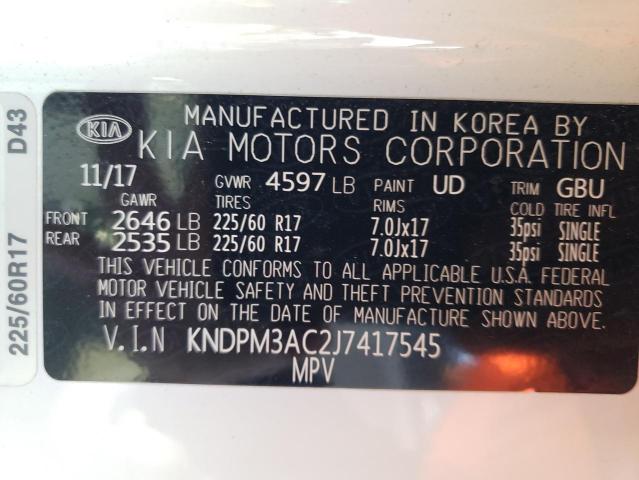 MANUFACTURED IN KOREA BY
KIA KIA MOTORS CORPORATION
11/17 GVWR 4597 LB PAINT UD TRIM GBU
GAWR TIRES RIMS COLD TIRE INFL
FRONT 2646 LB 225/60 R17 7.0Jx17 35psi SINGLE
REAR 2535 LB 225/60 R17 7.0Jx17 35psi SINGLE
THIS VEHICLE CONFORMS TO ALL APPLICABLE U.S.A. FEDERAL
MOTOR VEHICLE SAFETY AND THEFT PREVENTION STANDARDS
IN EFFECT ON THE DATE OF MANUFACTURE SHOWN ABOVE.
V.I.N KNDPM3AC2J7417545
MPV
225/60R17 D43